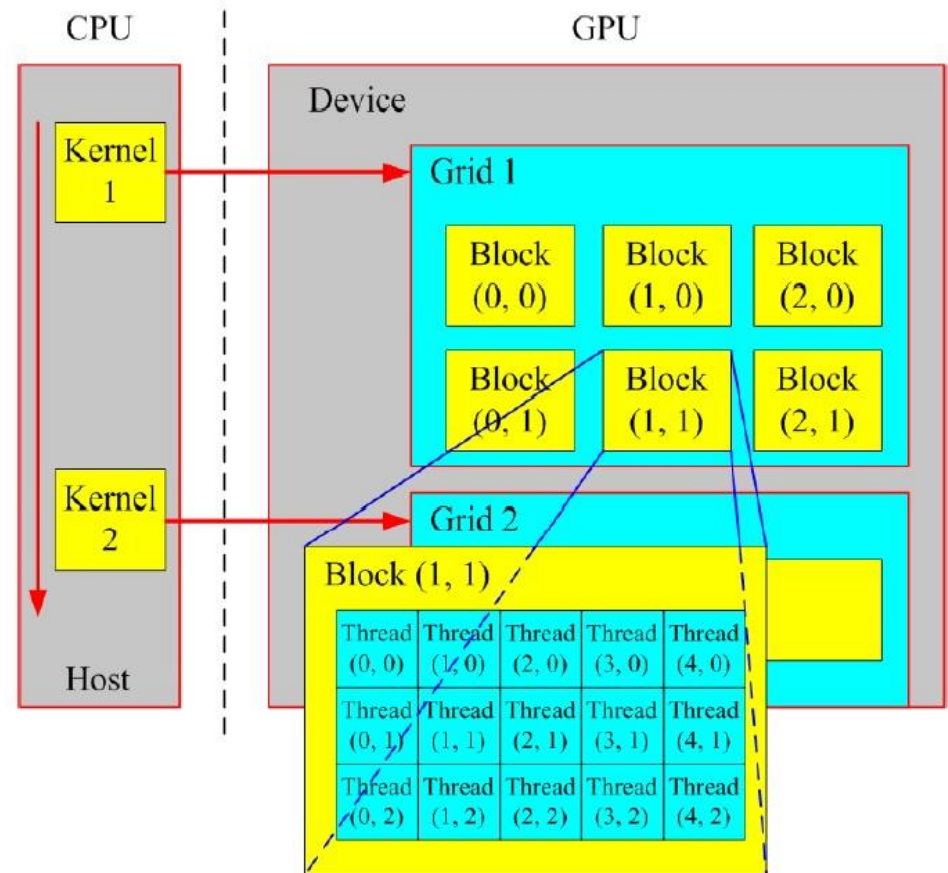 CPU
GPU
Host
Kernel
1
Kernel
2
Device
Grid 1
Block
(0, 0)
Block
(1, 0)
Block
(2, 0)
Block
(0, 1)
Block
(1, 1)
Block
(2, 1)
Grid 2
Block (1, 1)
Thread
(0, 0)
Thread
(1, 0)
Thread
(2, 0)
Thread
(3, 0)
Thread
(4, 0)
Thread
(0, 1)
Thread
(1, 1)
Thread
(2, 1)
Thread
(3, 1)
Thread
(4, 1)
Thread
(0, 2)
Thread
(1, 2)
Thread
(2, 2)
Thread
(3, 2)
Thread
(4, 2)